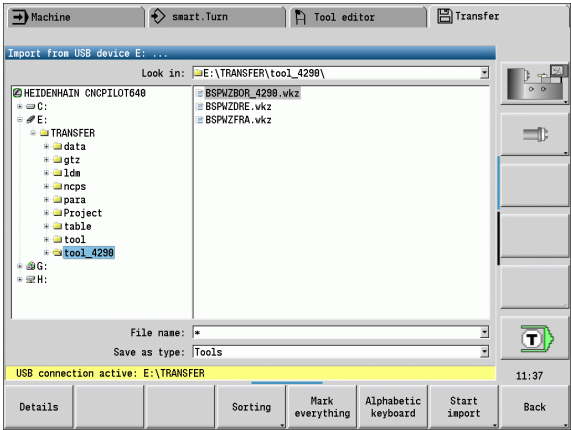 Machine
smart.Turn
Tool editor
Transfer
Import from USB device E: ...
Look in:
E:\TRANSFER\tool_4290\
HEIDENHAIN CNCPILOT640
C:
E:
TRANSFER
data
gtz
ldm
ncps
para
Project
table
tool
tool_4290
G:
H:
BSPWZBOR_4290.wkz
BSPWZDRE.wkz
BSPWZFRA.wkz
File name:
*
Save as type:
Tools
T
USB connection active: E:\TRANSFER
11:37
Details
Sorting
Mark
everything
Alphabetic
keyboard
Start
import
Back